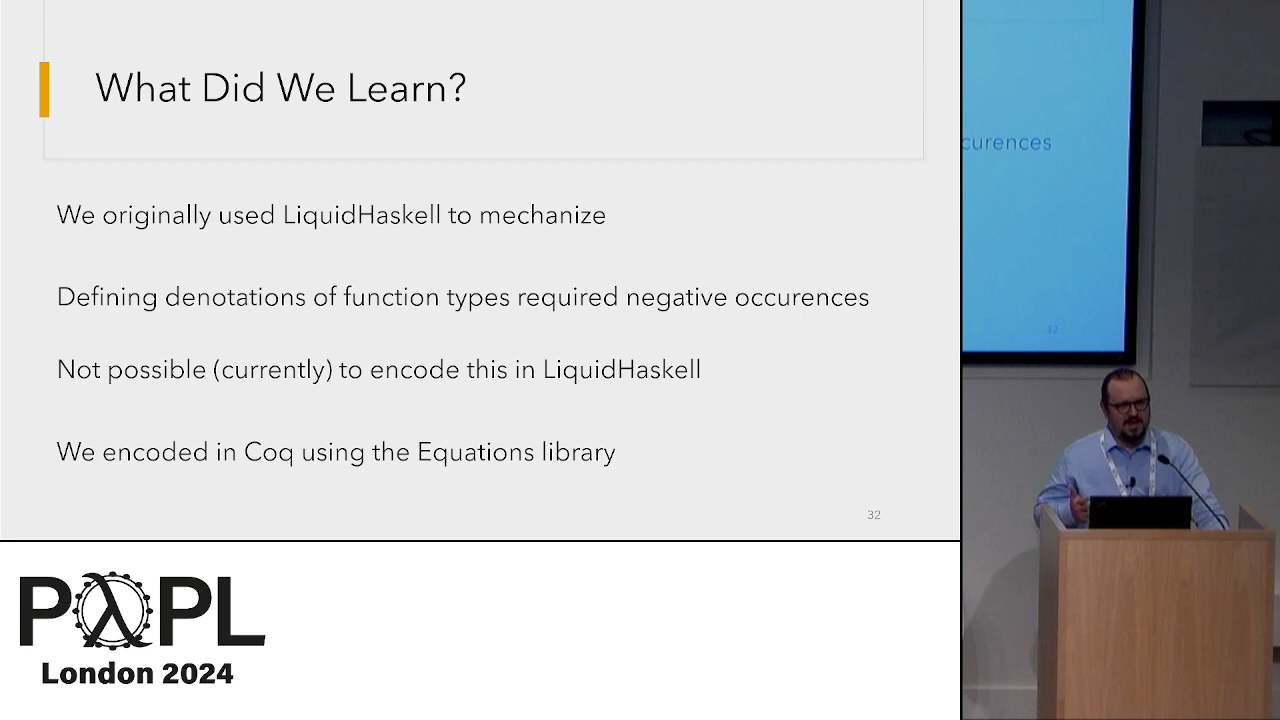 What Did We Learn?
We originally used LiquidHaskell to mechanize
Defining denotations of function types required negative occurences
Not possible (currently) to encode this in LiquidHaskell
We encoded in Coq using the Equations library
32
curences
32
PλPL
London 2024